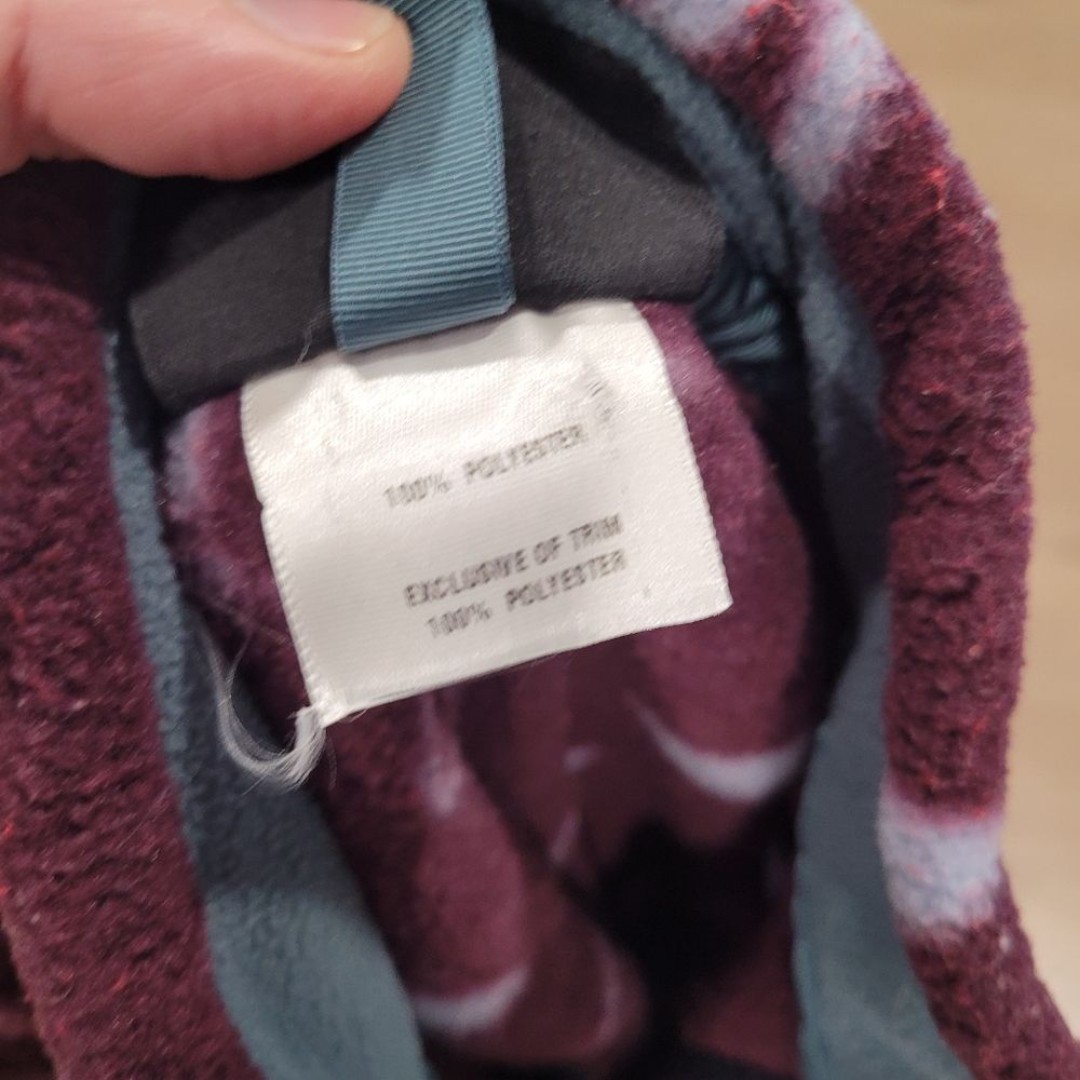 100% POLYESTER
EXCLUSIVE OF TRIM
100% POLYESTER